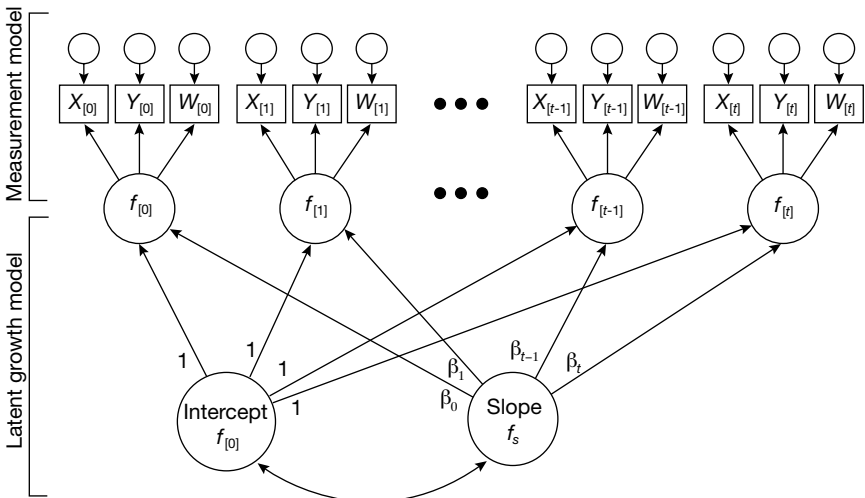 Measurement model
X[0] Y[0] W[0] X[1] Y[1] W[1] X[t-1] Y[t-1] W[t-1] X[t] Y[t] W[t]
f[0] f[1] f[t-1] f[t]
Latent growth model
1 1 1 1 β1 β0 βt−1 βt
Intercept
f[0]
Slope
fs